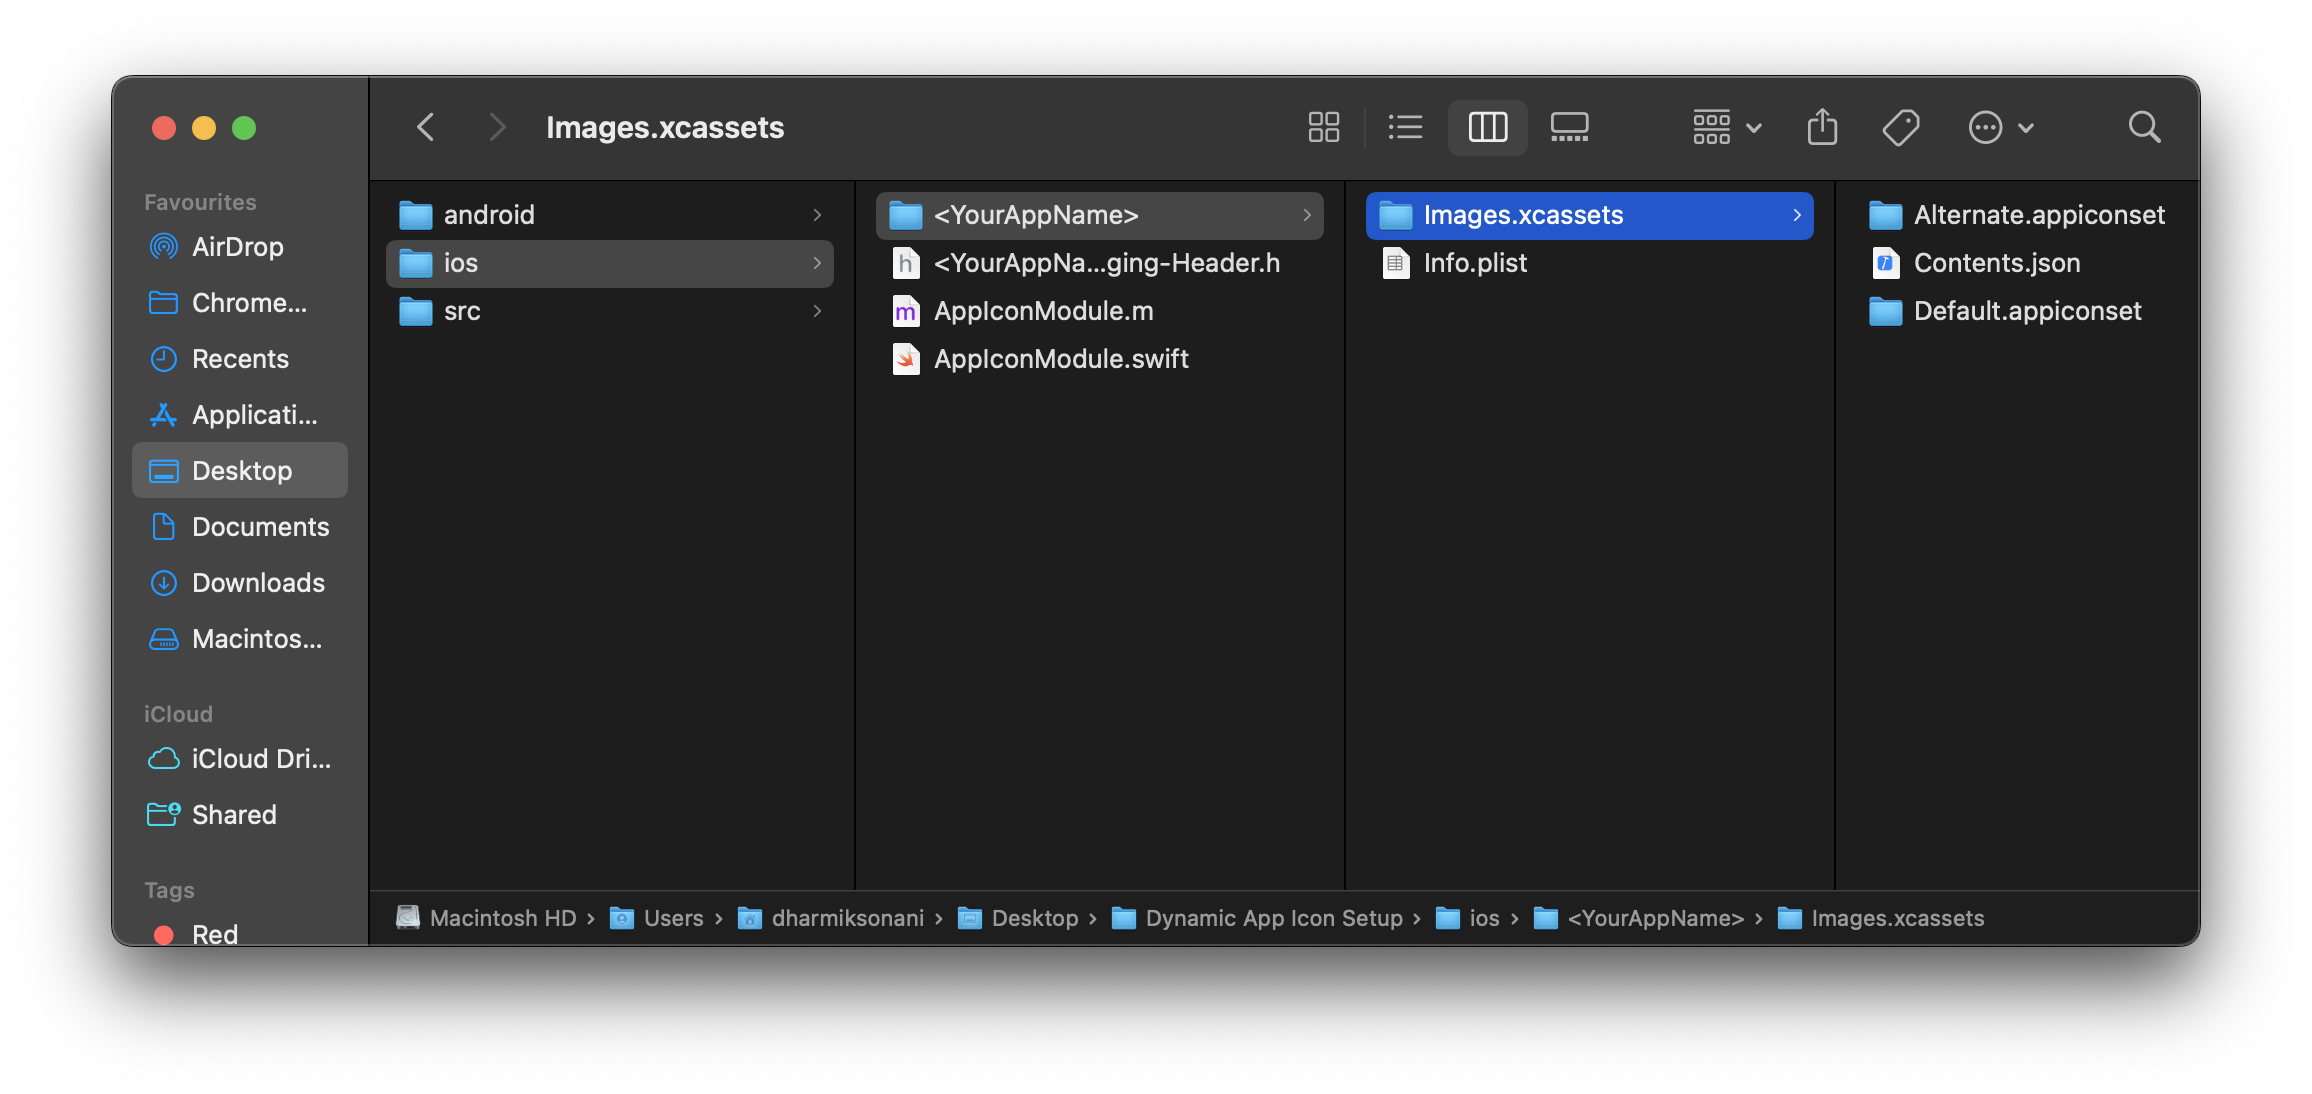 Images.xcassets
Favourites
AirDrop
Chrome...
Recents
Applicati...
Desktop
Documents
Downloads
Macintos...
iCloud
iCloud Dri...
Shared
Tags
Red
android
ios
src
<YourAppName>
<YourAppNa...ging-Header.h
AppIconModule.m
AppIconModule.swift
Images.xcassets
Info.plist
Alternate.appiconset
Contents.json
Default.appiconset
Macintosh HD › Users › dharmiksonani › Desktop › Dynamic App Icon Setup › ios › <YourAppName> › Images.xcassets